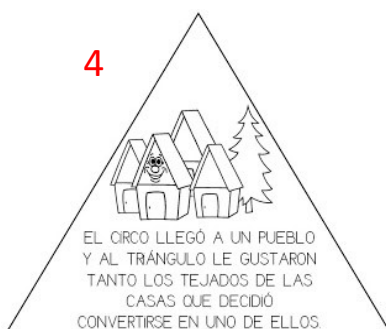 4
EL CIRCO LLEGÓ A UN PUEBLO
Y AL TRIÁNGULO LE GUSTARON
TANTO LOS TEJADOS DE LAS
CASAS QUE DECIDIÓ
CONVERTIRSE EN UNO DE ELLOS.